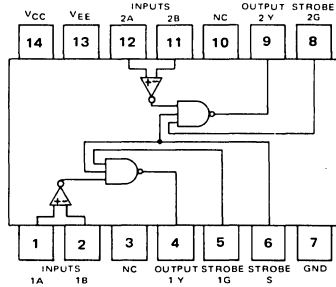 VCC VEE INPUTS 2A 2B NC OUTPUT 2Y STROBE 2G
14 13 12 11 10 9 8
+ -
+ -
1 2 3 4 5 6 7
INPUTS 1A 1B NC OUTPUT 1Y STROBE 1G STROBE S GND